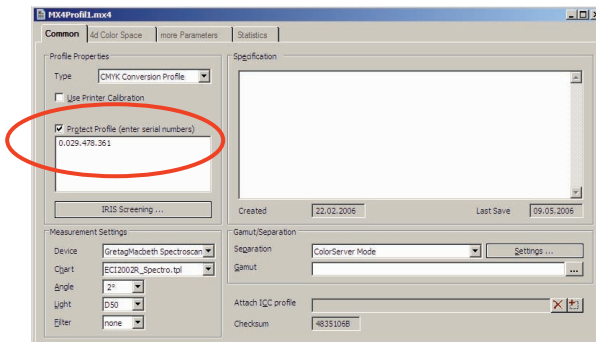 MX4Profil1.mx4
Common 4d Color Space more Parameters Statistics
Profile Properties
Type CMYK Conversion Profile
Use Printer Calibration
Protect Profile (enter serial numbers)
0.029.478.361
IRIS Screening ...
Specification
Created 22.02.2006 Last Save 09.05.2006
Measurement Settings
Device GretagMacbeth Spectroscan
Chart ECI2002R_Spectro.tpl
Angle 2°
Light D50
Filter none
Gamut/Separation
Separation ColorServer Mode Settings ...
Gamut ...
Attach ICC profile
Checksum 4835106B